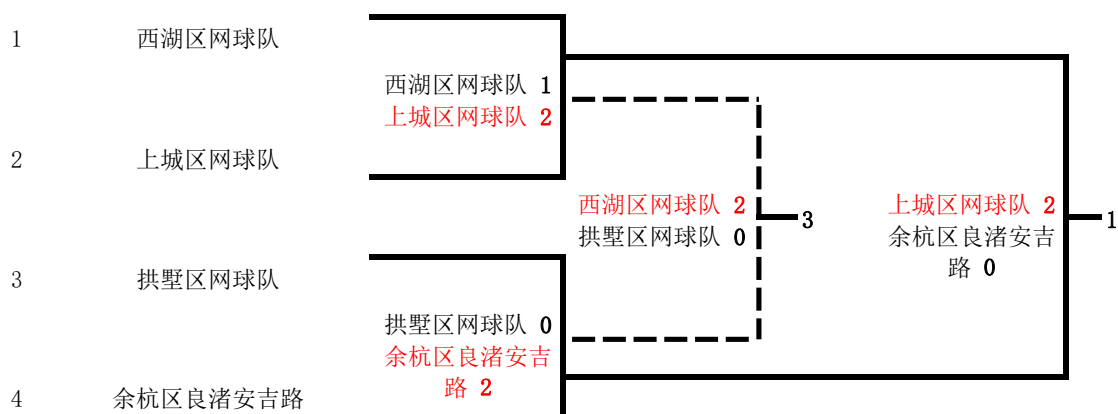 1 西湖区网球队
西湖区网球队 1
上城区网球队 2
2 上城区网球队
西湖区网球队 2
拱墅区网球队 0
3
上城区网球队 2
余杭区良渚安吉
路 0
1
3 拱墅区网球队
拱墅区网球队 0
余杭区良渚安吉
路 2
4 余杭区良渚安吉路